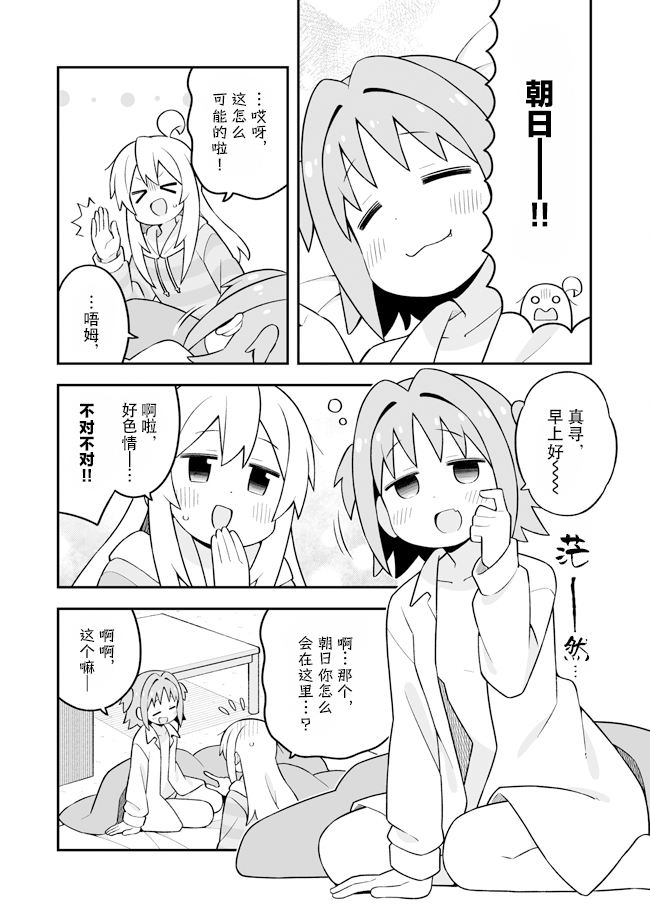 朝日——!!
…哎呀，
这怎么
可能的啦！
…唔姆，
真寻，
早上好～～
茫—然…
啊啦，
好色情—…
不对不对!!
啊…那个，
朝日你怎么
会在这里…？
啊啊，
这个嘛—